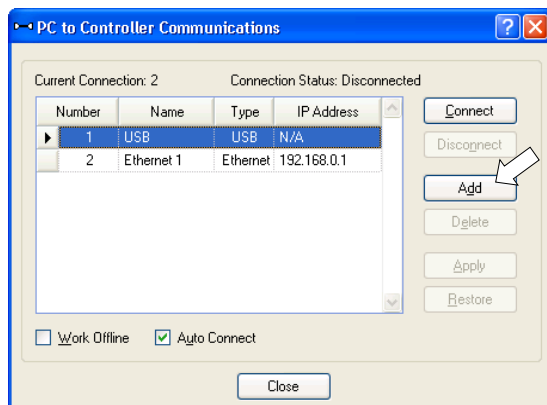 PC to Controller Communications
Current Connection: 2 Connection Status: Disconnected
Number Name Type IP Address
1 USB USB N/A
2 Ethernet 1 Ethernet 192.168.0.1
Connect
Disconnect
Add
Delete
Apply
Restore
Work Offline Auto Connect
Close